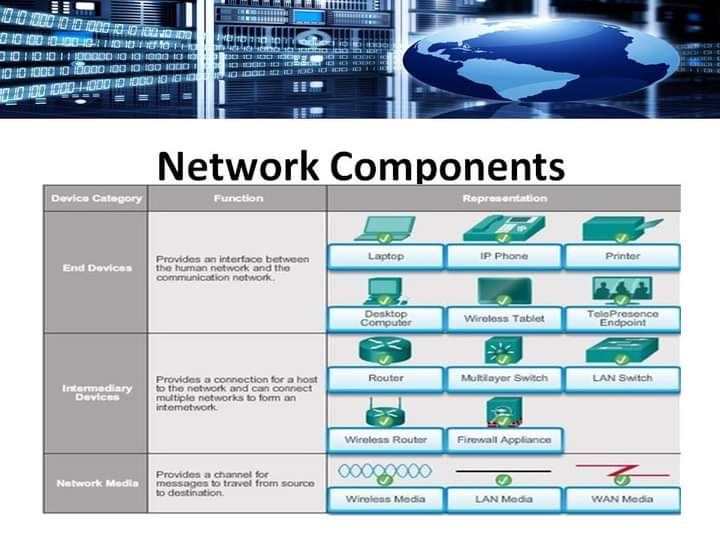 Network Components
Device Category
Function
Representation
End Devices
Provides an interface between
the human network and the
communication network.
Laptop
IP Phone
Printer
Desktop
Computer
Wireless Tablet
TelePresence
Endpoint
Intermediary
Devices
Provides a connection for a host
to the network and can connect
multiple networks to form an
internetwork.
Router
Multilayer Switch
LAN Switch
Wireless Router
Firewall Appliance
Network Media
Provides a channel for
messages to travel from source
to destination.
Wireless Media
LAN Media
WAN Media